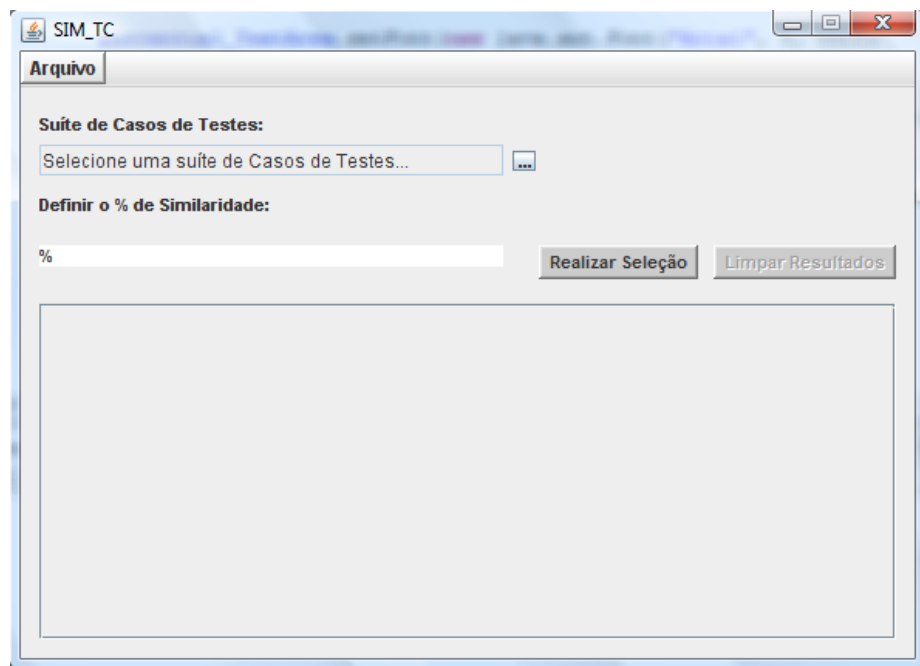 SIM_TC
Arquivo
Suíte de Casos de Testes:
Selecione uma suíte de Casos de Testes...
...
Definir o % de Similaridade:
%
Realizar Seleção
Limpar Resultados